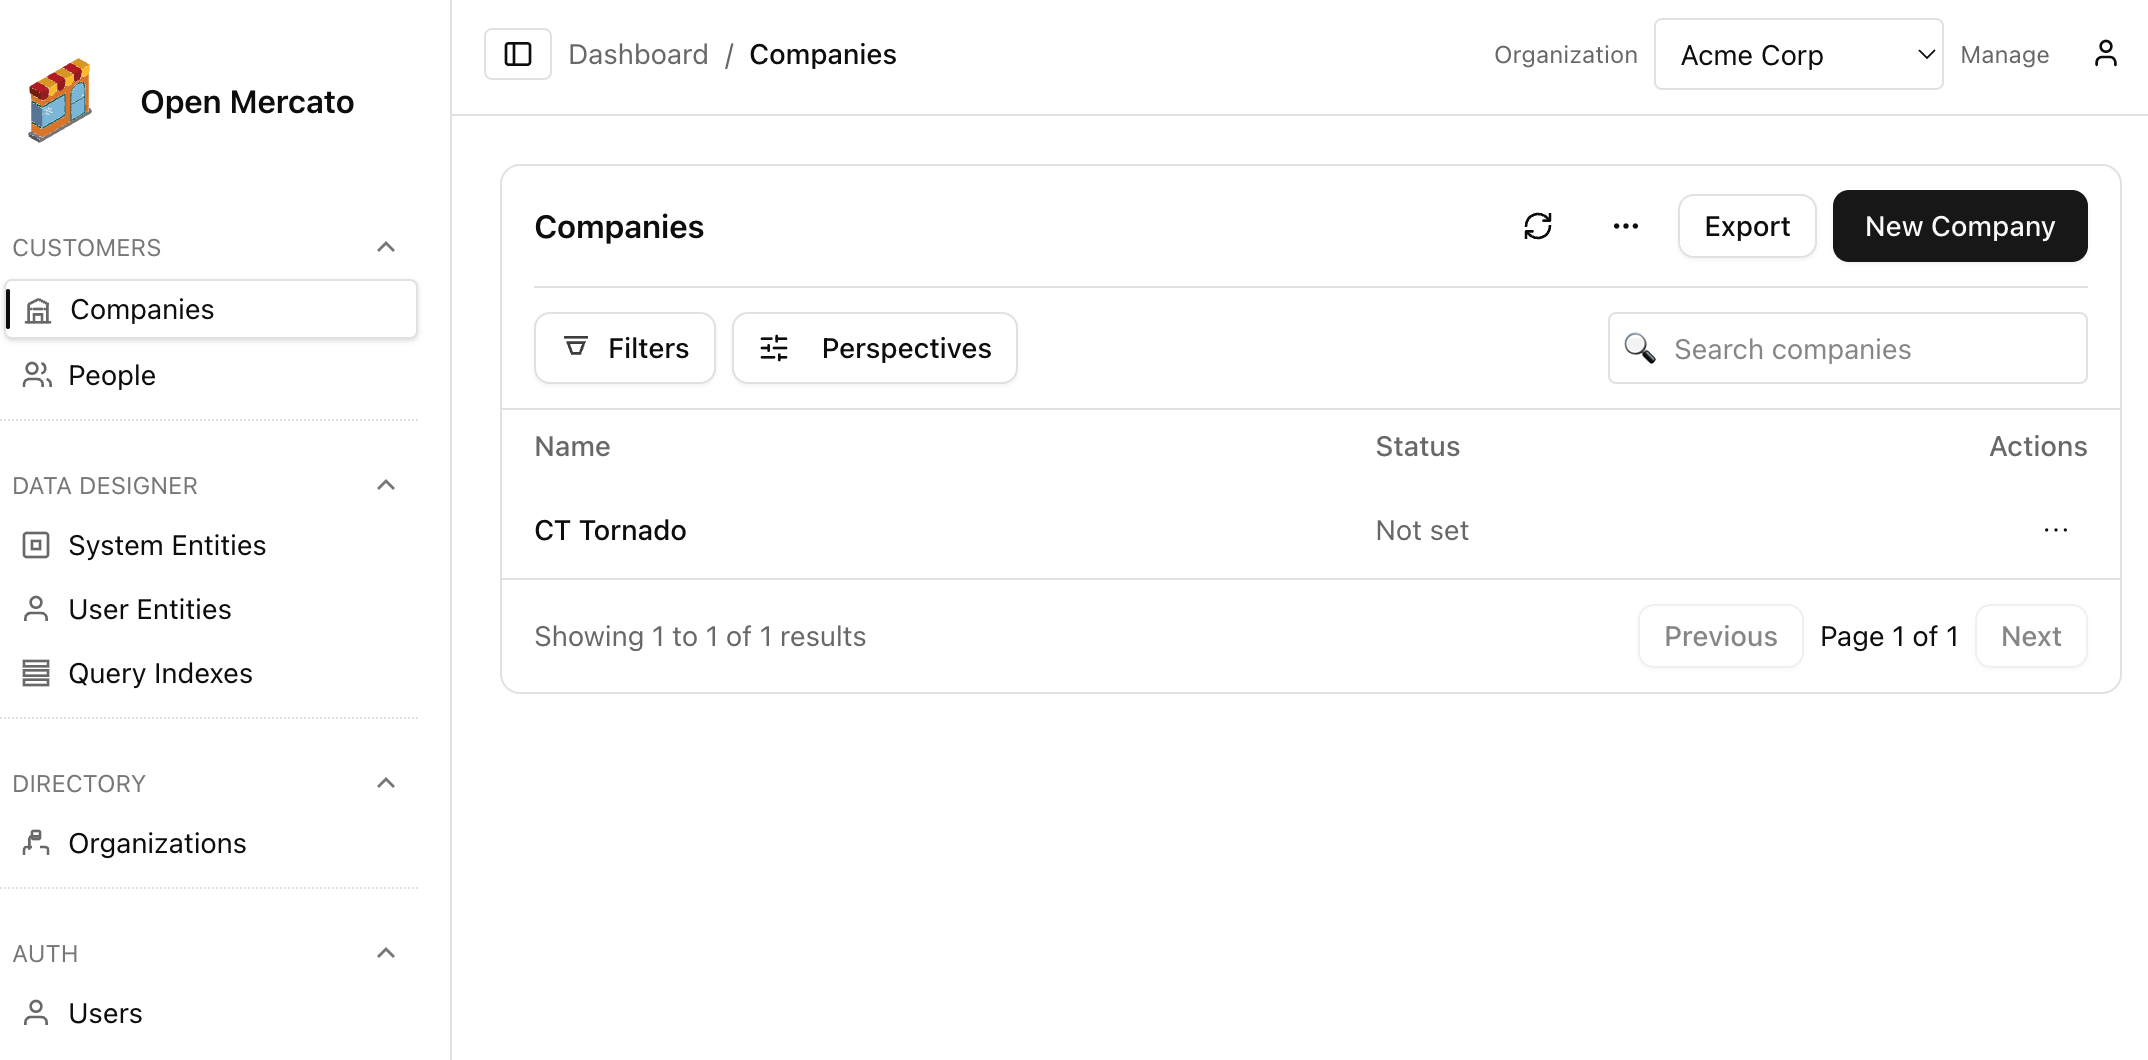 Open Mercato
CUSTOMERS
Companies
People
DATA DESIGNER
System Entities
User Entities
Query Indexes
DIRECTORY
Organizations
AUTH
Users
Dashboard / Companies
Organization Acme Corp Manage
Companies
Export New Company
Filters Perspectives Search companies
Name Status Actions
CT Tornado Not set ...
Showing 1 to 1 of 1 results Previous Page 1 of 1 Next